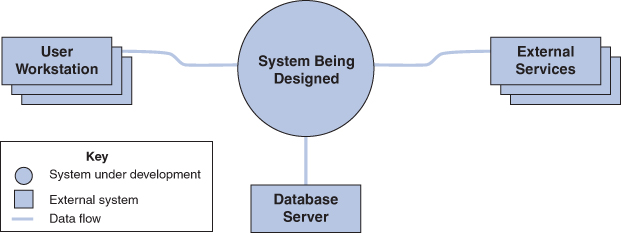 User
Workstation
System Being
Designed
External
Services
Database
Server
Key
System under development
External system
Data flow